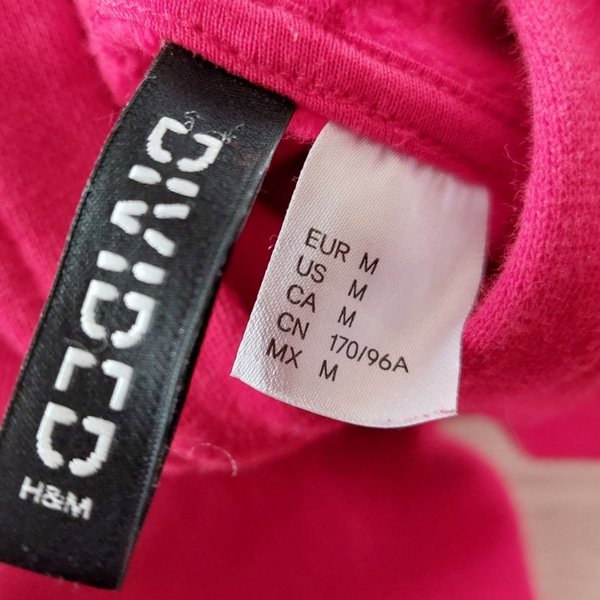 DIVIDED
H&M
EUR M
US M
CA M
CN 170/96A
MX M